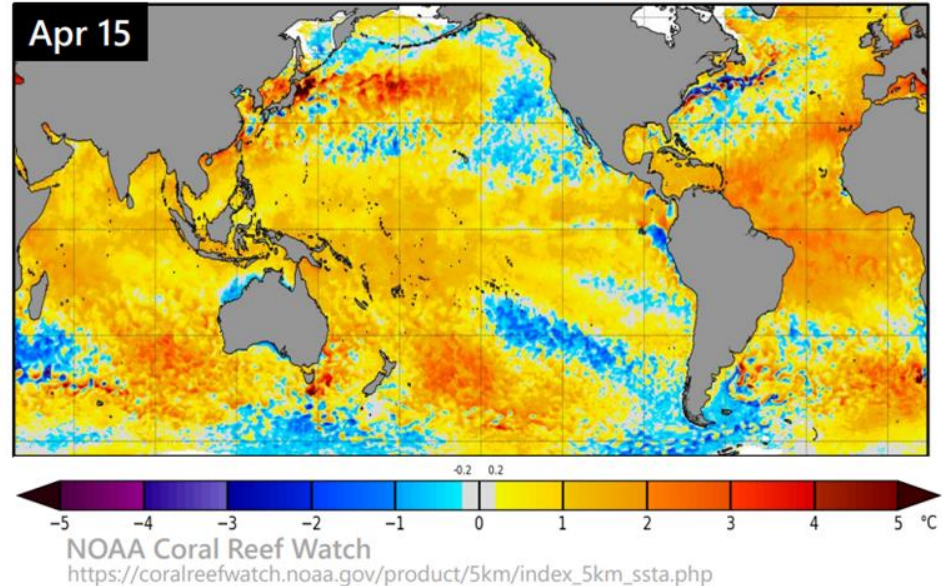 Apr 15
-0.2 0.2
-5 -4 -3 -2 -1 0 1 2 3 4 5 °C
NOAA Coral Reef Watch
https://coralreefwatch.noaa.gov/product/5km/index_5km_ssta.php